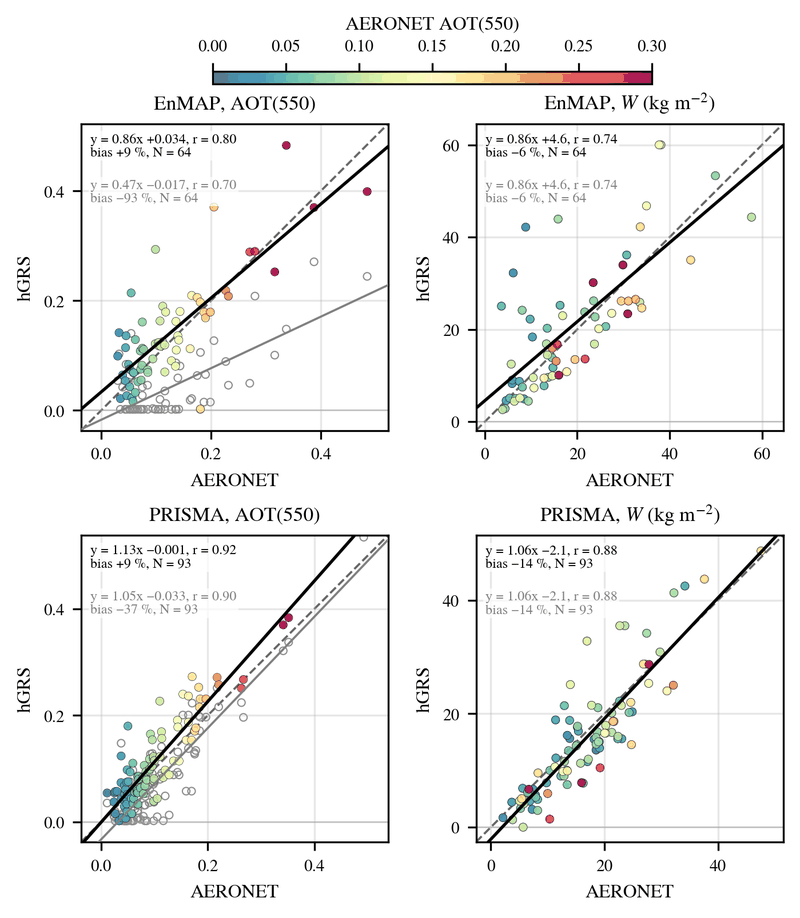 AERONET AOT(550)
0.00 0.05 0.10 0.15 0.20 0.25 0.30
EnMAP, AOT(550)
y = 0.86x +0.034, r = 0.80
bias +9 %, N = 64
y = 0.47x −0.017, r = 0.70
bias −93 %, N = 64
0.4
0.2
0.0
hGRS
0.0 0.2 0.4
AERONET
EnMAP, W (kg m⁻²)
y = 0.86x +4.6, r = 0.74
bias −6 %, N = 64
y = 0.86x +4.6, r = 0.74
bias −6 %, N = 64
60
40
20
0
hGRS
0 20 40 60
AERONET
PRISMA, AOT(550)
y = 1.13x −0.001, r = 0.92
bias +9 %, N = 93
y = 1.05x −0.033, r = 0.90
bias −37 %, N = 93
0.4
0.2
0.0
hGRS
0.0 0.2 0.4
AERONET
PRISMA, W (kg m⁻²)
y = 1.06x −2.1, r = 0.88
bias −14 %, N = 93
y = 1.06x −2.1, r = 0.88
bias −14 %, N = 93
40
20
0
hGRS
0 20 40
AERONET